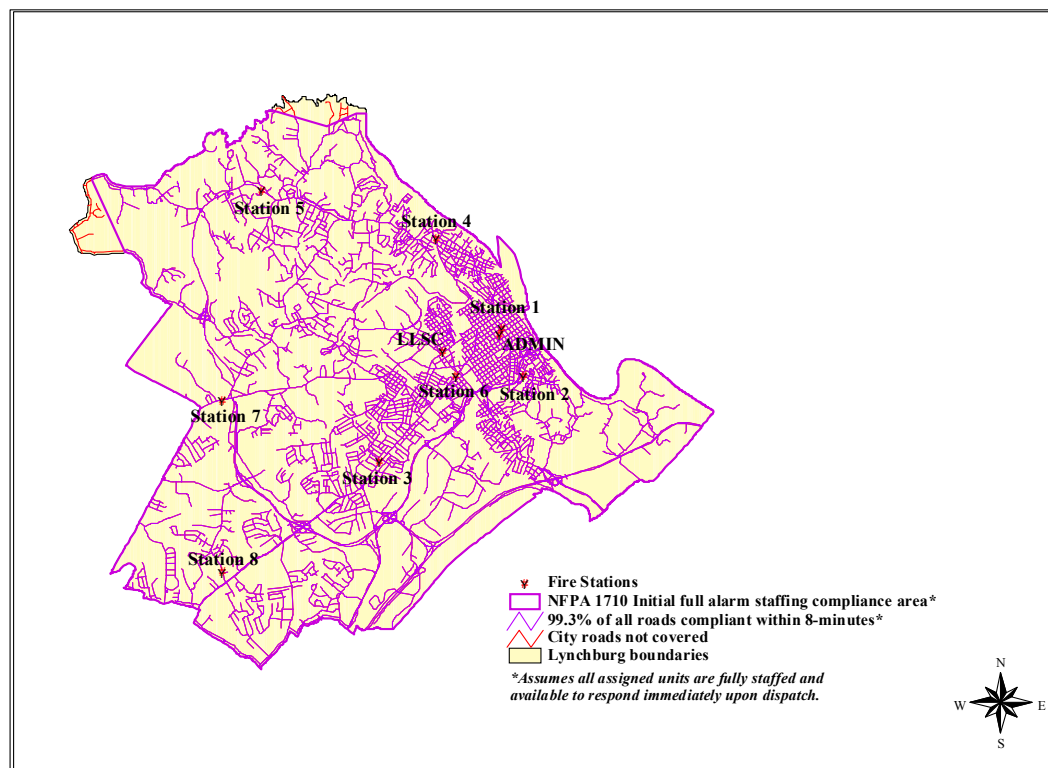 Station 5
Station 4
Station 1
LLSC
ADMIN
Station 6
Station 2
Station 7
Station 3
Station 8
Fire Stations
NFPA 1710 Initial full alarm staffing compliance area*
99.3% of all roads compliant within 8-minutes*
City roads not covered
Lynchburg boundaries
*Assumes all assigned units are fully staffed and
available to respond immediately upon dispatch.
N
W E
S